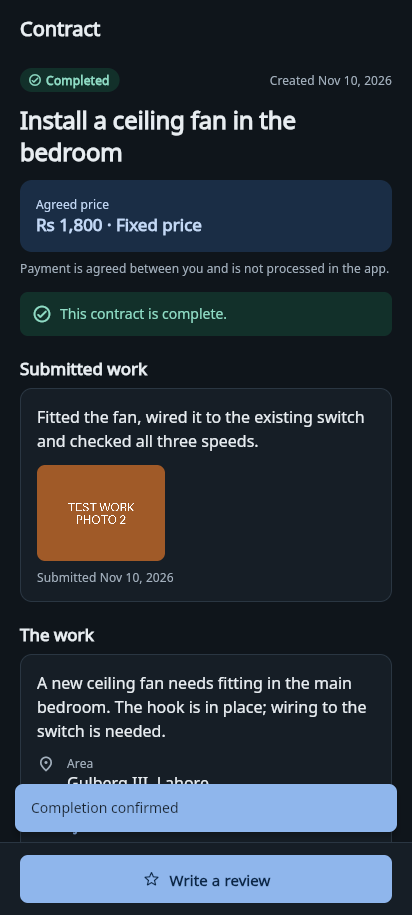 Contract
Completed
Created Nov 10, 2026
Install a ceiling fan in the
bedroom
Agreed price
Rs 1,800 · Fixed price
Payment is agreed between you and is not processed in the app.
This contract is complete.
Submitted work
Fitted the fan, wired it to the existing switch
and checked all three speeds.
TEST WORK
PHOTO 2
Submitted Nov 10, 2026
The work
A new ceiling fan needs fitting in the main
bedroom. The hook is in place; wiring to the
switch is needed.
Area
Gulberg III, Lahore
Completion confirmed
Write a review